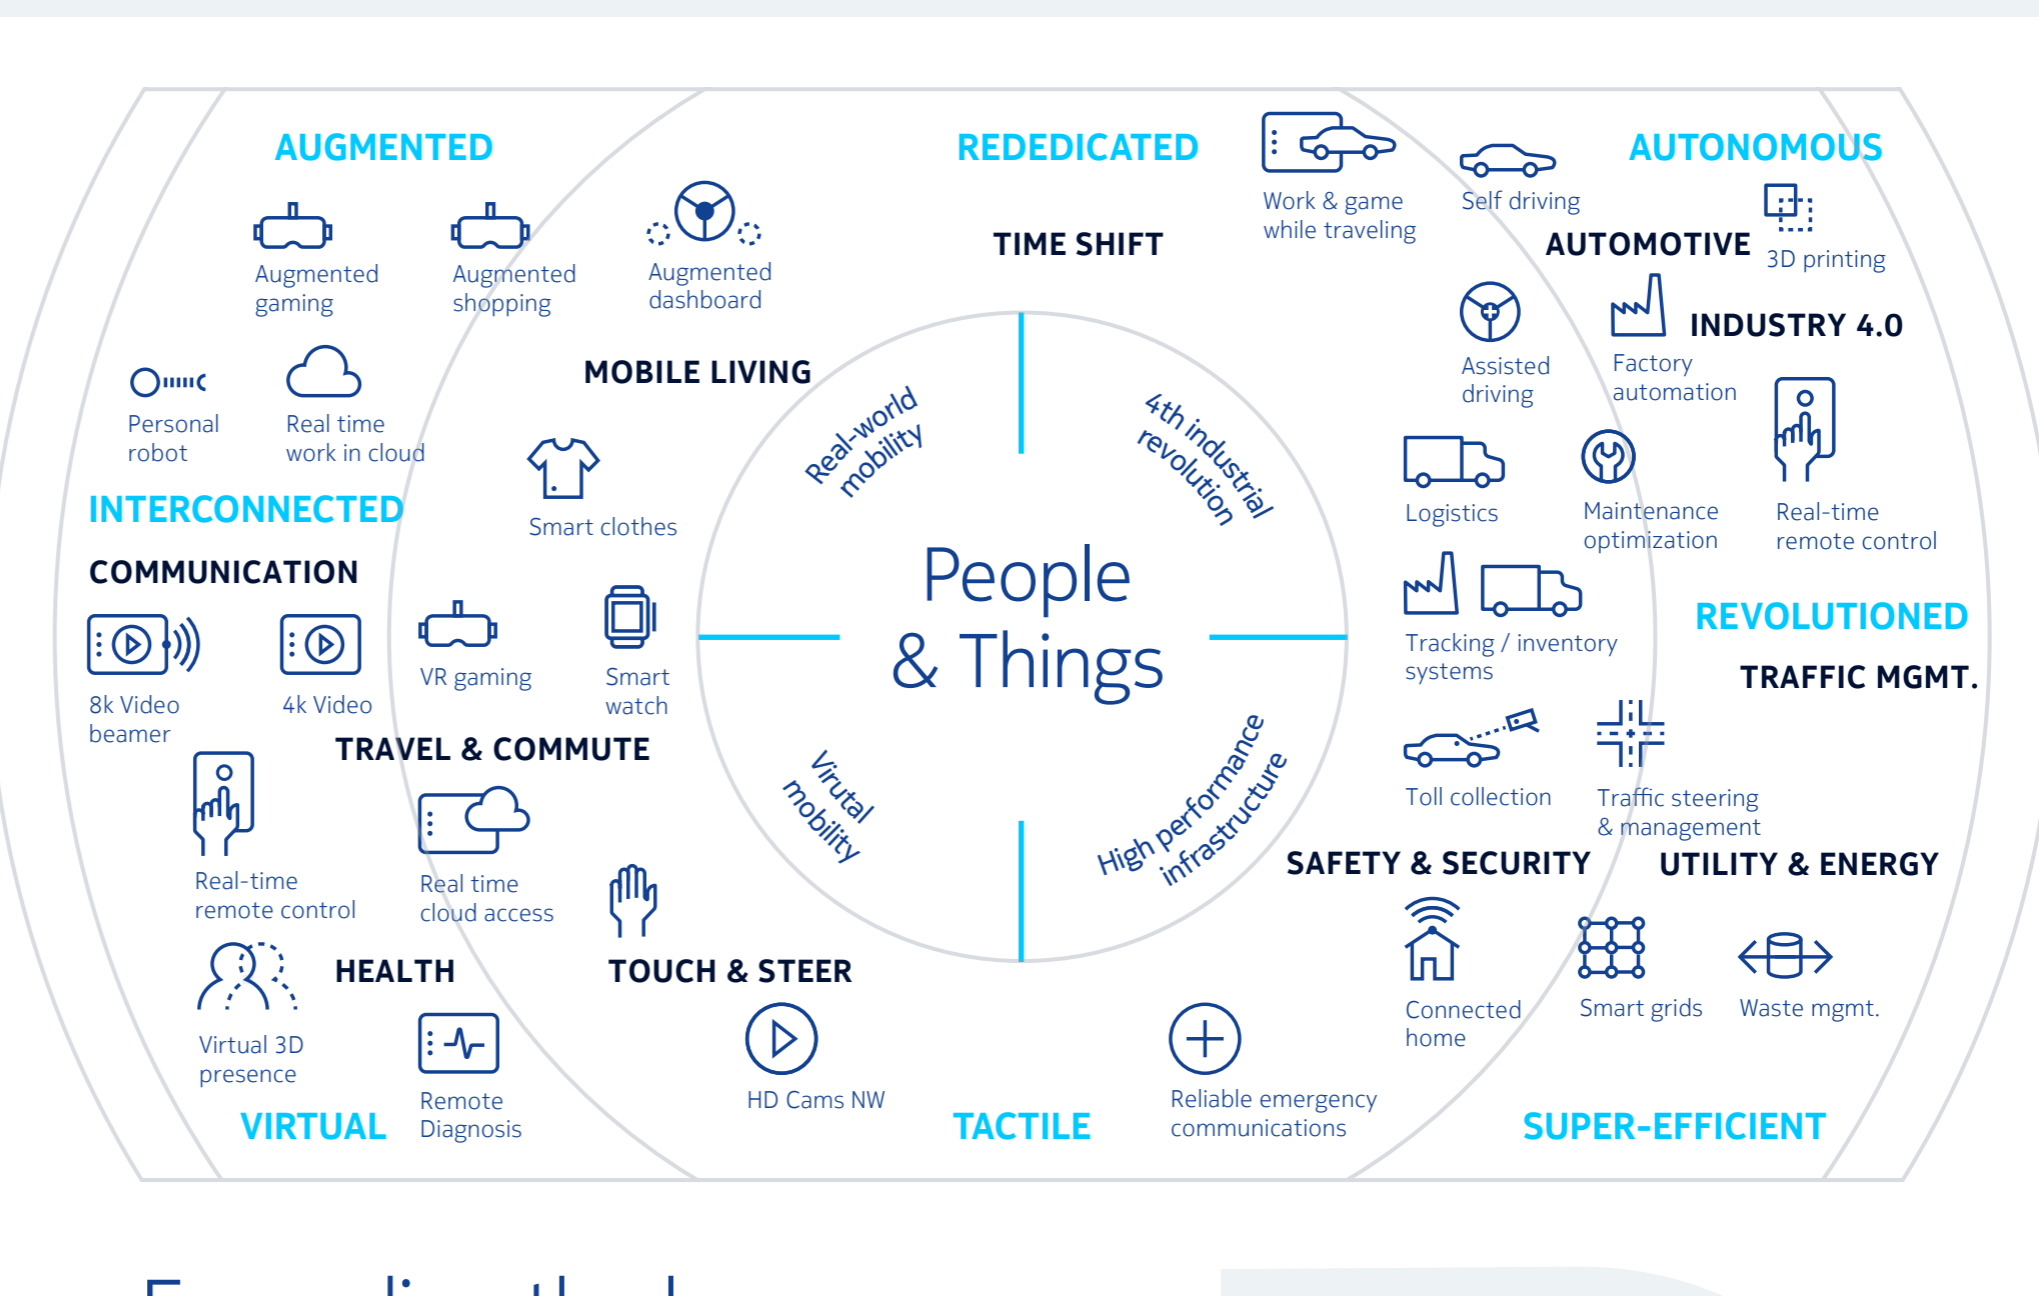 AUGMENTED
Augmented
gaming
Augmented
shopping
Augmented
dashboard
REDEDICATED
TIME SHIFT
Work & game
while traveling
Self driving
AUTONOMOUS
AUTOMOTIVE
3D printing
INDUSTRY 4.0
Assisted
driving
Factory
automation
Personal
robot
Real time
work in cloud
MOBILE LIVING
Smart clothes
Real-world
mobility
4th industrial
revolution
Logistics
Maintenance
optimization
Real-time
remote control
INTERCONNECTED
COMMUNICATION
8k Video
beamer
4k Video
VR gaming
Smart
watch
People
& Things
Tracking / inventory
systems
REVOLUTIONED
TRAFFIC MGMT.
TRAVEL & COMMUTE
Real-time
remote control
Real time
cloud access
Virutal
mobility
High performance
infrastructure
Toll collection
Traffic steering
& management
SAFETY & SECURITY
UTILITY & ENERGY
HEALTH
TOUCH & STEER
Virtual 3D
presence
Remote
Diagnosis
HD Cams NW
Reliable emergency
communications
Connected
home
Smart grids
Waste mgmt.
VIRTUAL
TACTILE
SUPER-EFFICIENT